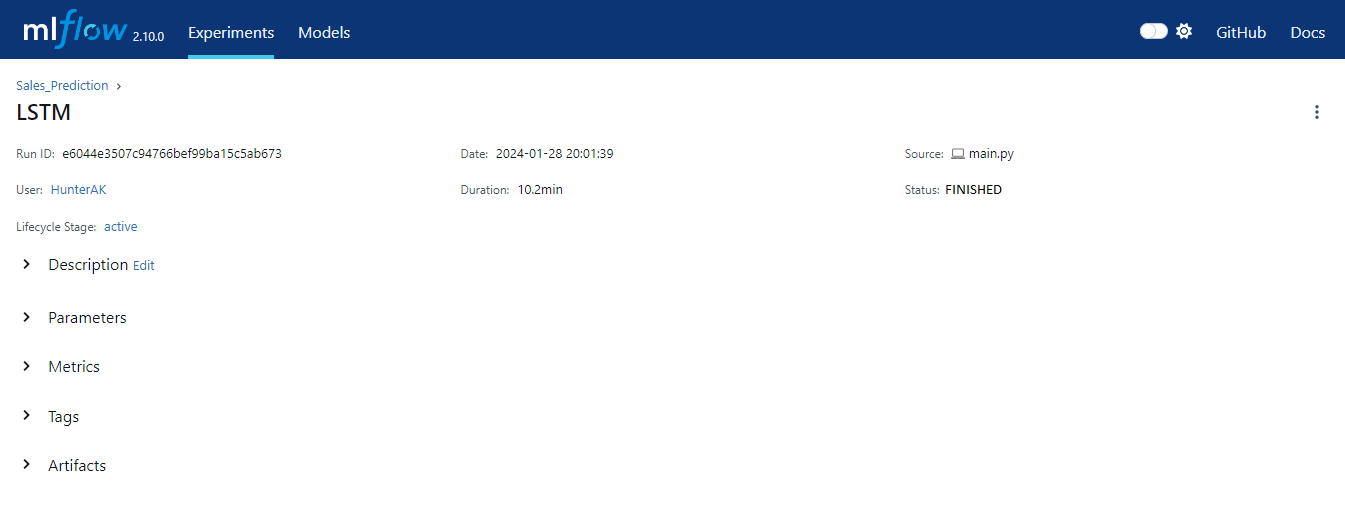 mlflow 2.10.0 Experiments Models GitHub Docs
Sales_Prediction
LSTM
Run ID: e6044e3507c94766bef99ba15c5ab673 Date: 2024-01-28 20:01:39 Source: main.py
User: HunterAK Duration: 10.2min Status: FINISHED
Lifecycle Stage: active
Description Edit
Parameters
Metrics
Tags
Artifacts